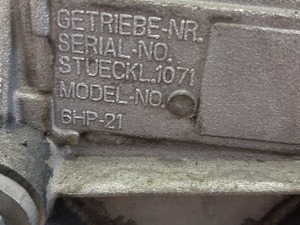 GETRIEBE-NR.
SERIAL-NO.
STUECKL.1071
MODEL-NO.
6HP-21